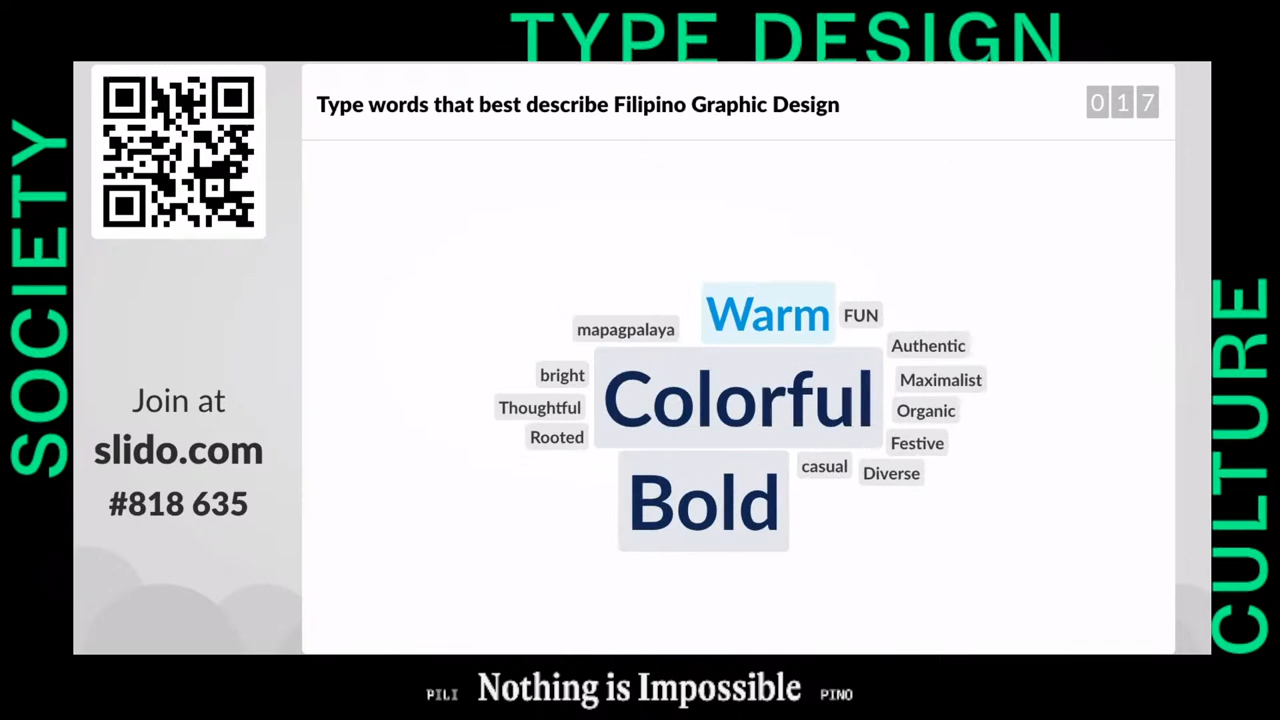 TYPE DESIGN
SOCIETY
CULTURE
Type words that best describe Filipino Graphic Design
017
Join at
slido.com
#818 635
Warm
FUN
mapagpalaya
Authentic
bright
Colorful
Maximalist
Thoughtful
Organic
Rooted
Festive
casual
Diverse
Bold
PILI Nothing is Impossible PINO